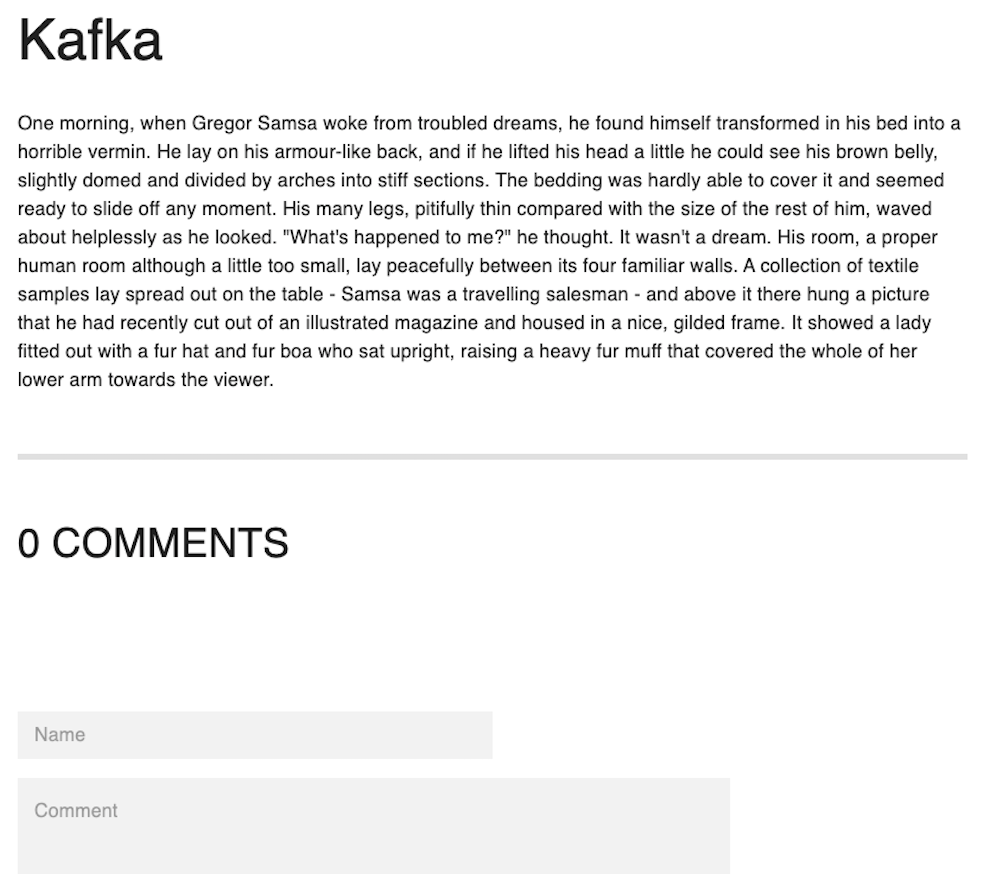 Kafka
One morning, when Gregor Samsa woke from troubled dreams, he found himself transformed in his bed into a
horrible vermin. He lay on his armour-like back, and if he lifted his head a little he could see his brown belly,
slightly domed and divided by arches into stiff sections. The bedding was hardly able to cover it and seemed
ready to slide off any moment. His many legs, pitifully thin compared with the size of the rest of him, waved
about helplessly as he looked. "What's happened to me?" he thought. It wasn't a dream. His room, a proper
human room although a little too small, lay peacefully between its four familiar walls. A collection of textile
samples lay spread out on the table - Samsa was a travelling salesman - and above it there hung a picture
that he had recently cut out of an illustrated magazine and housed in a nice, gilded frame. It showed a lady
fitted out with a fur hat and fur boa who sat upright, raising a heavy fur muff that covered the whole of her
lower arm towards the viewer.
0 COMMENTS
Name
Comment